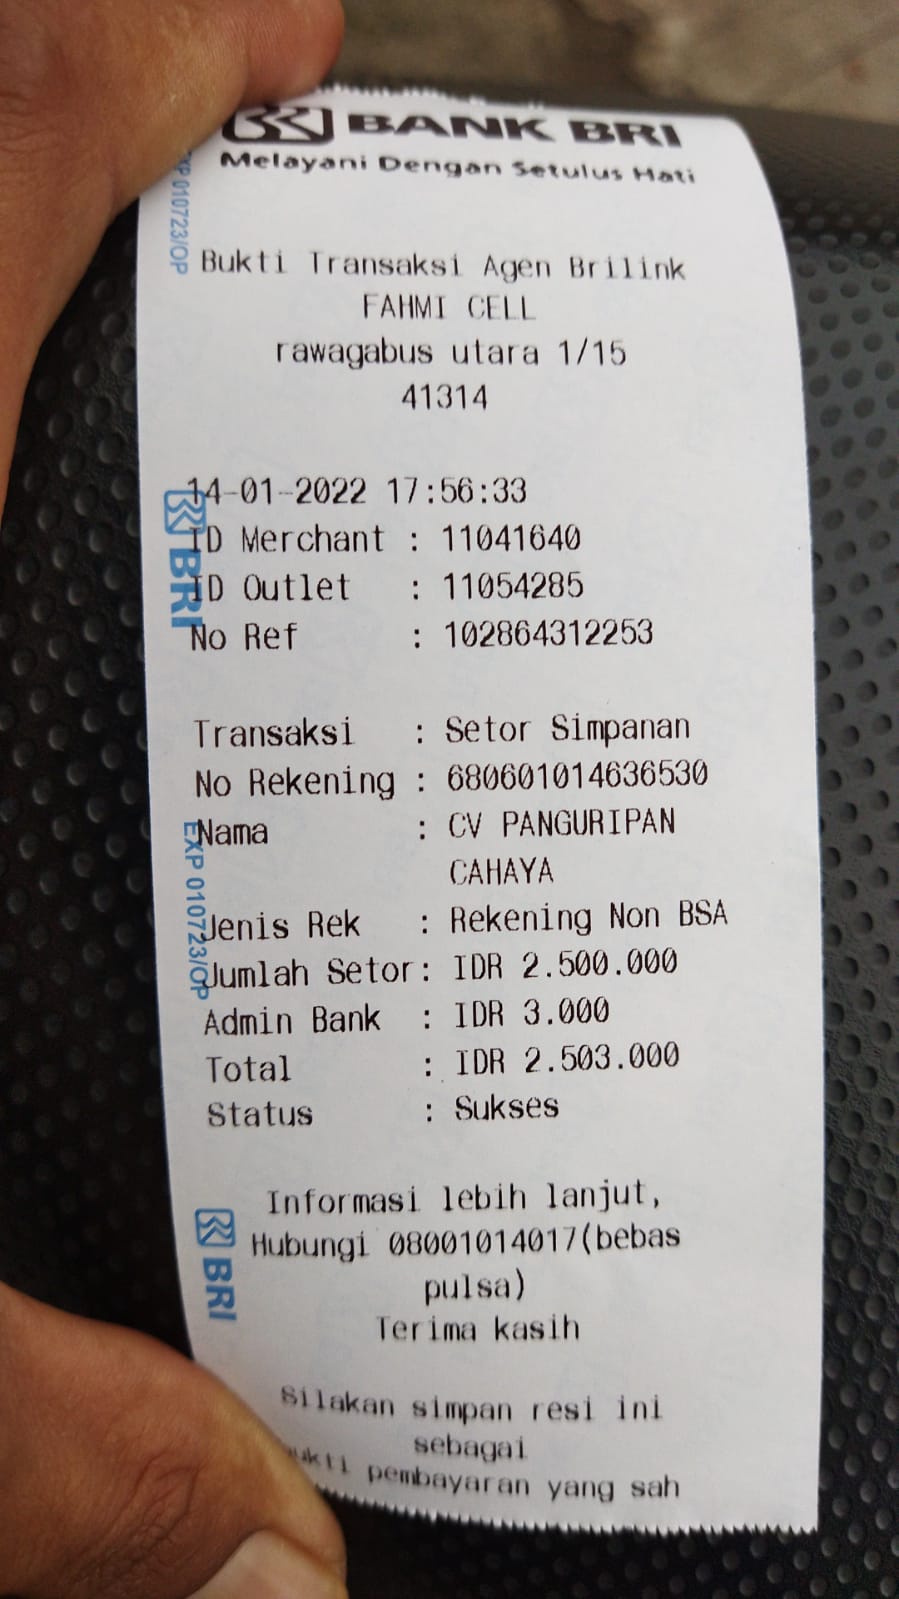 BANK BRI
Melayani Dengan Setulus Hati
EXP 010723/OP
Bukti Transaksi Agen Brilink
FAHMI CELL
rawagabus utara 1/15
41314
14-01-2022 17:56:33
ID Merchant : 11041640
BRI
ID Outlet : 11054285
No Ref : 102864312253
Transaksi : Setor Simpanan
No Rekening : 680601014636530
Nama : CV PANGURIPAN
CAHAYA
EXP 010723/OP
Jenis Rek : Rekening Non BSA
Jumlah Setor: IDR 2.500.000
Admin Bank : IDR 3.000
Total : IDR 2.503.000
Status : Sukses
Informasi lebih lanjut,
Hubungi 08001014017(bebas
pulsa)
BRI
Terima kasih
Silakan simpan resi ini
sebagai
pembayaran yang sah